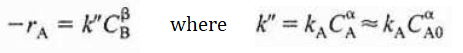 −r_A = k″C_B^β where k″ = k_A C_A^α ≈ k_A C_A0^α